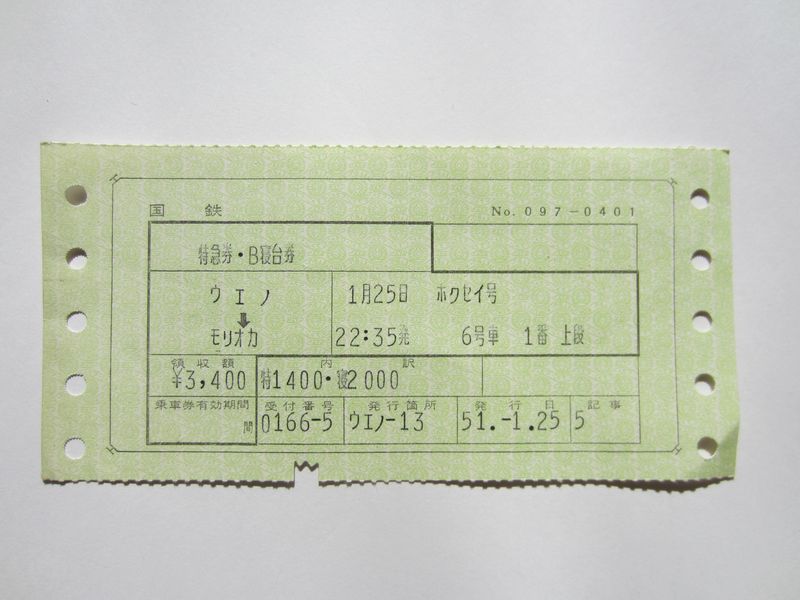 国鉄 No. 097-0401
特急券・B寝台券
ウエノ 1月25日 ホクセイ号
↓
モリオカ 22:35発 6号車 1番 上段
領収額 内訳
¥3,400 特1400・寝2000
乗車券有効期間 受付番号 発行箇所 発行日 記事
間 0166-5 ウエノ-13 51.-1.25 5